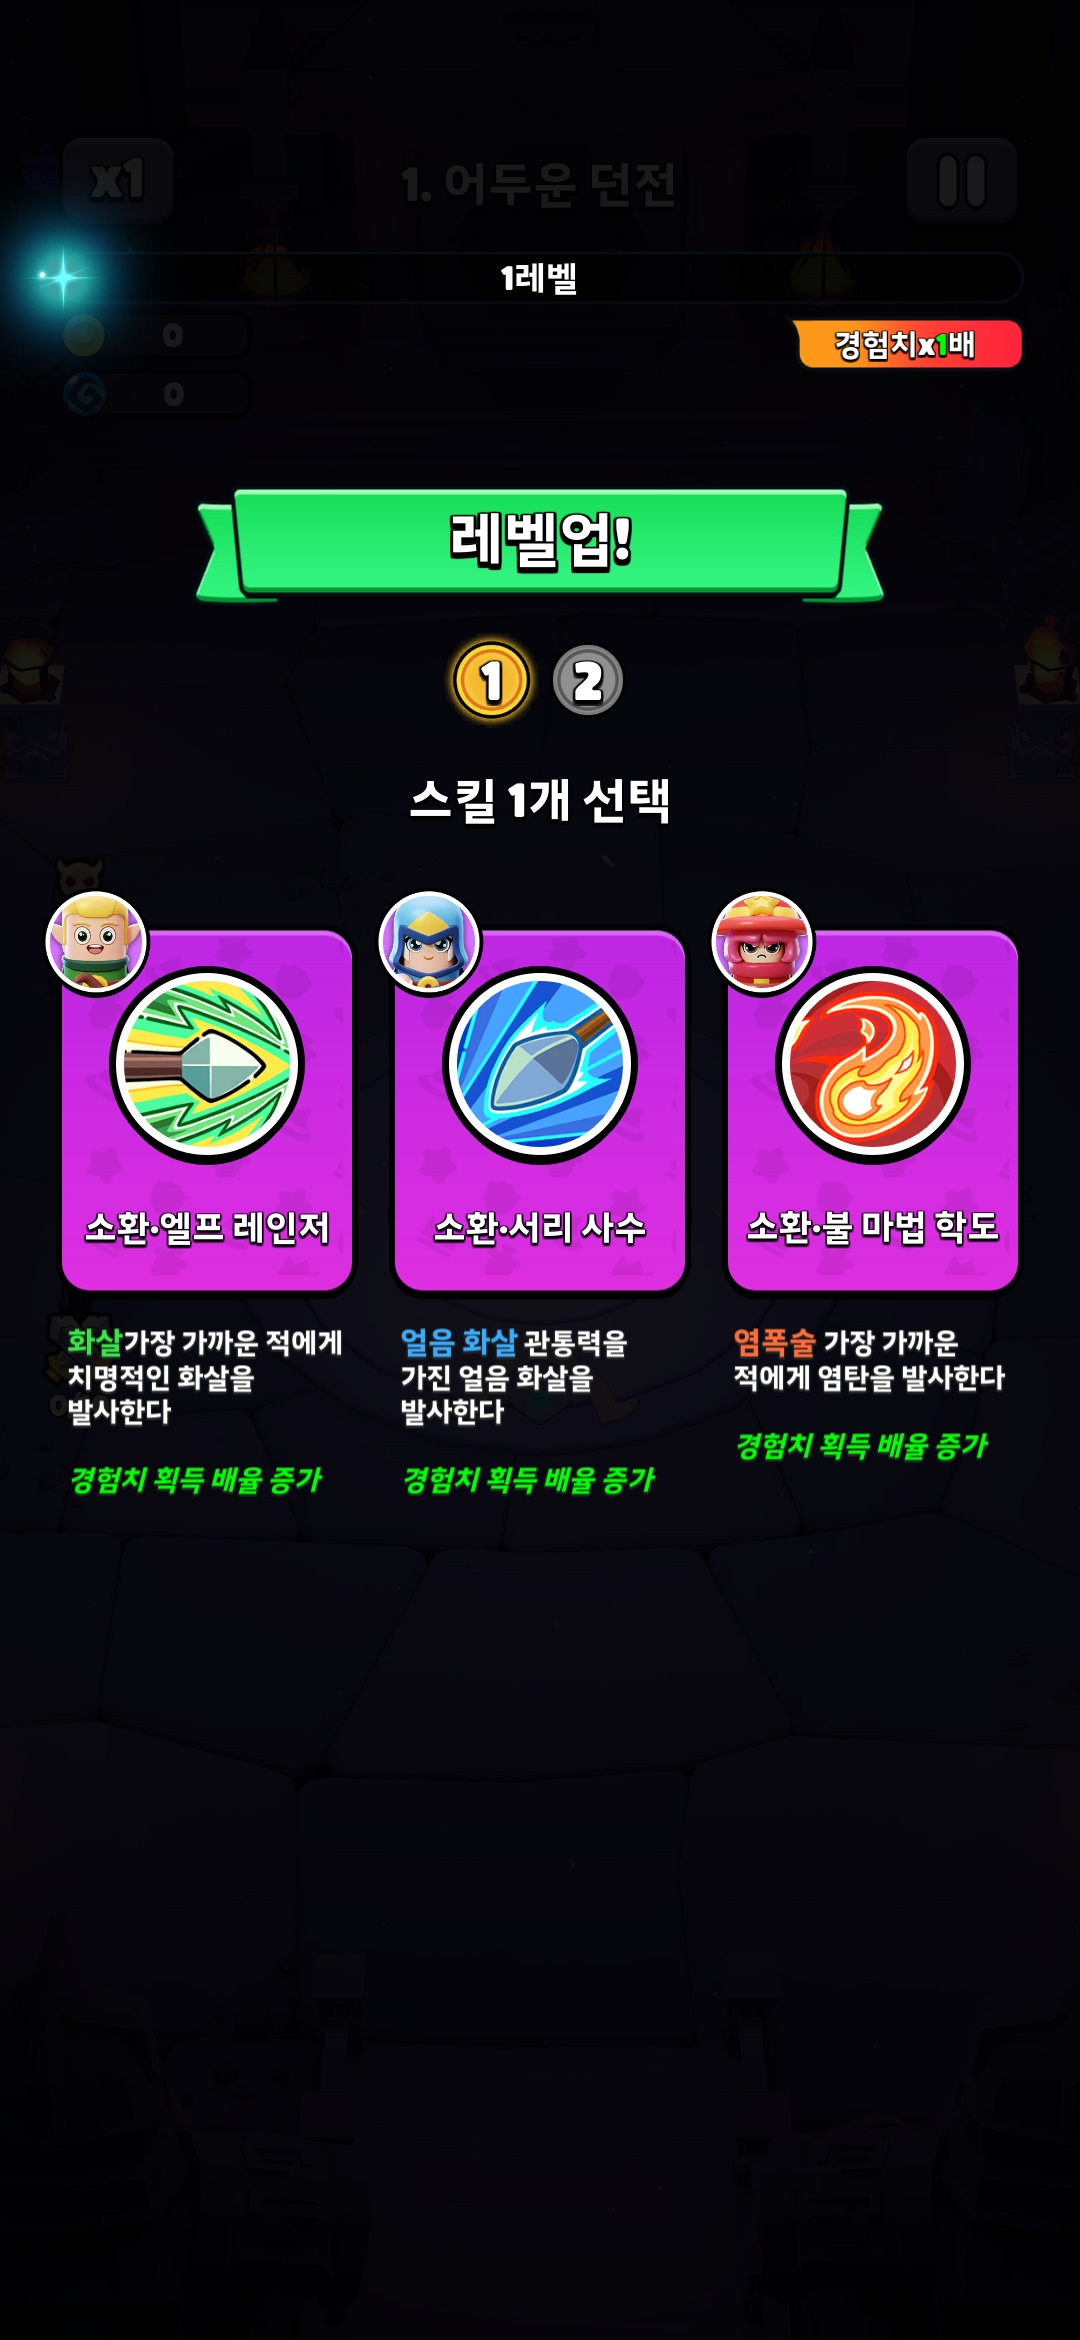 x1
1. 어두운 던전
1레벨
0
경험치x1배
0
레벨업!
1 2
스킬 1개 선택
소환·엘프 레인저
화살가장 가까운 적에게
치명적인 화살을
발사한다
경험치 획득 배율 증가
소환·서리 사수
얼음 화살 관통력을
가진 얼음 화살을
발사한다
경험치 획득 배율 증가
소환·불 마법 학도
염폭술 가장 가까운
적에게 염탄을 발사한다
경험치 획득 배율 증가